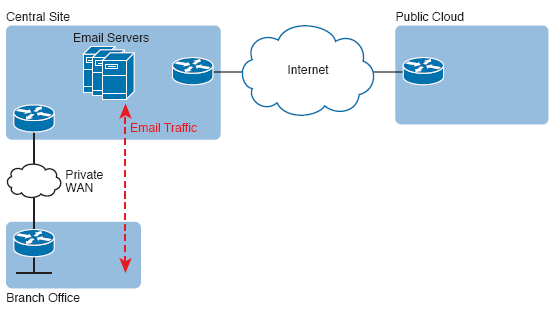 Central Site
Public Cloud
Email Servers
Internet
Email Traffic
Private
WAN
Branch Office